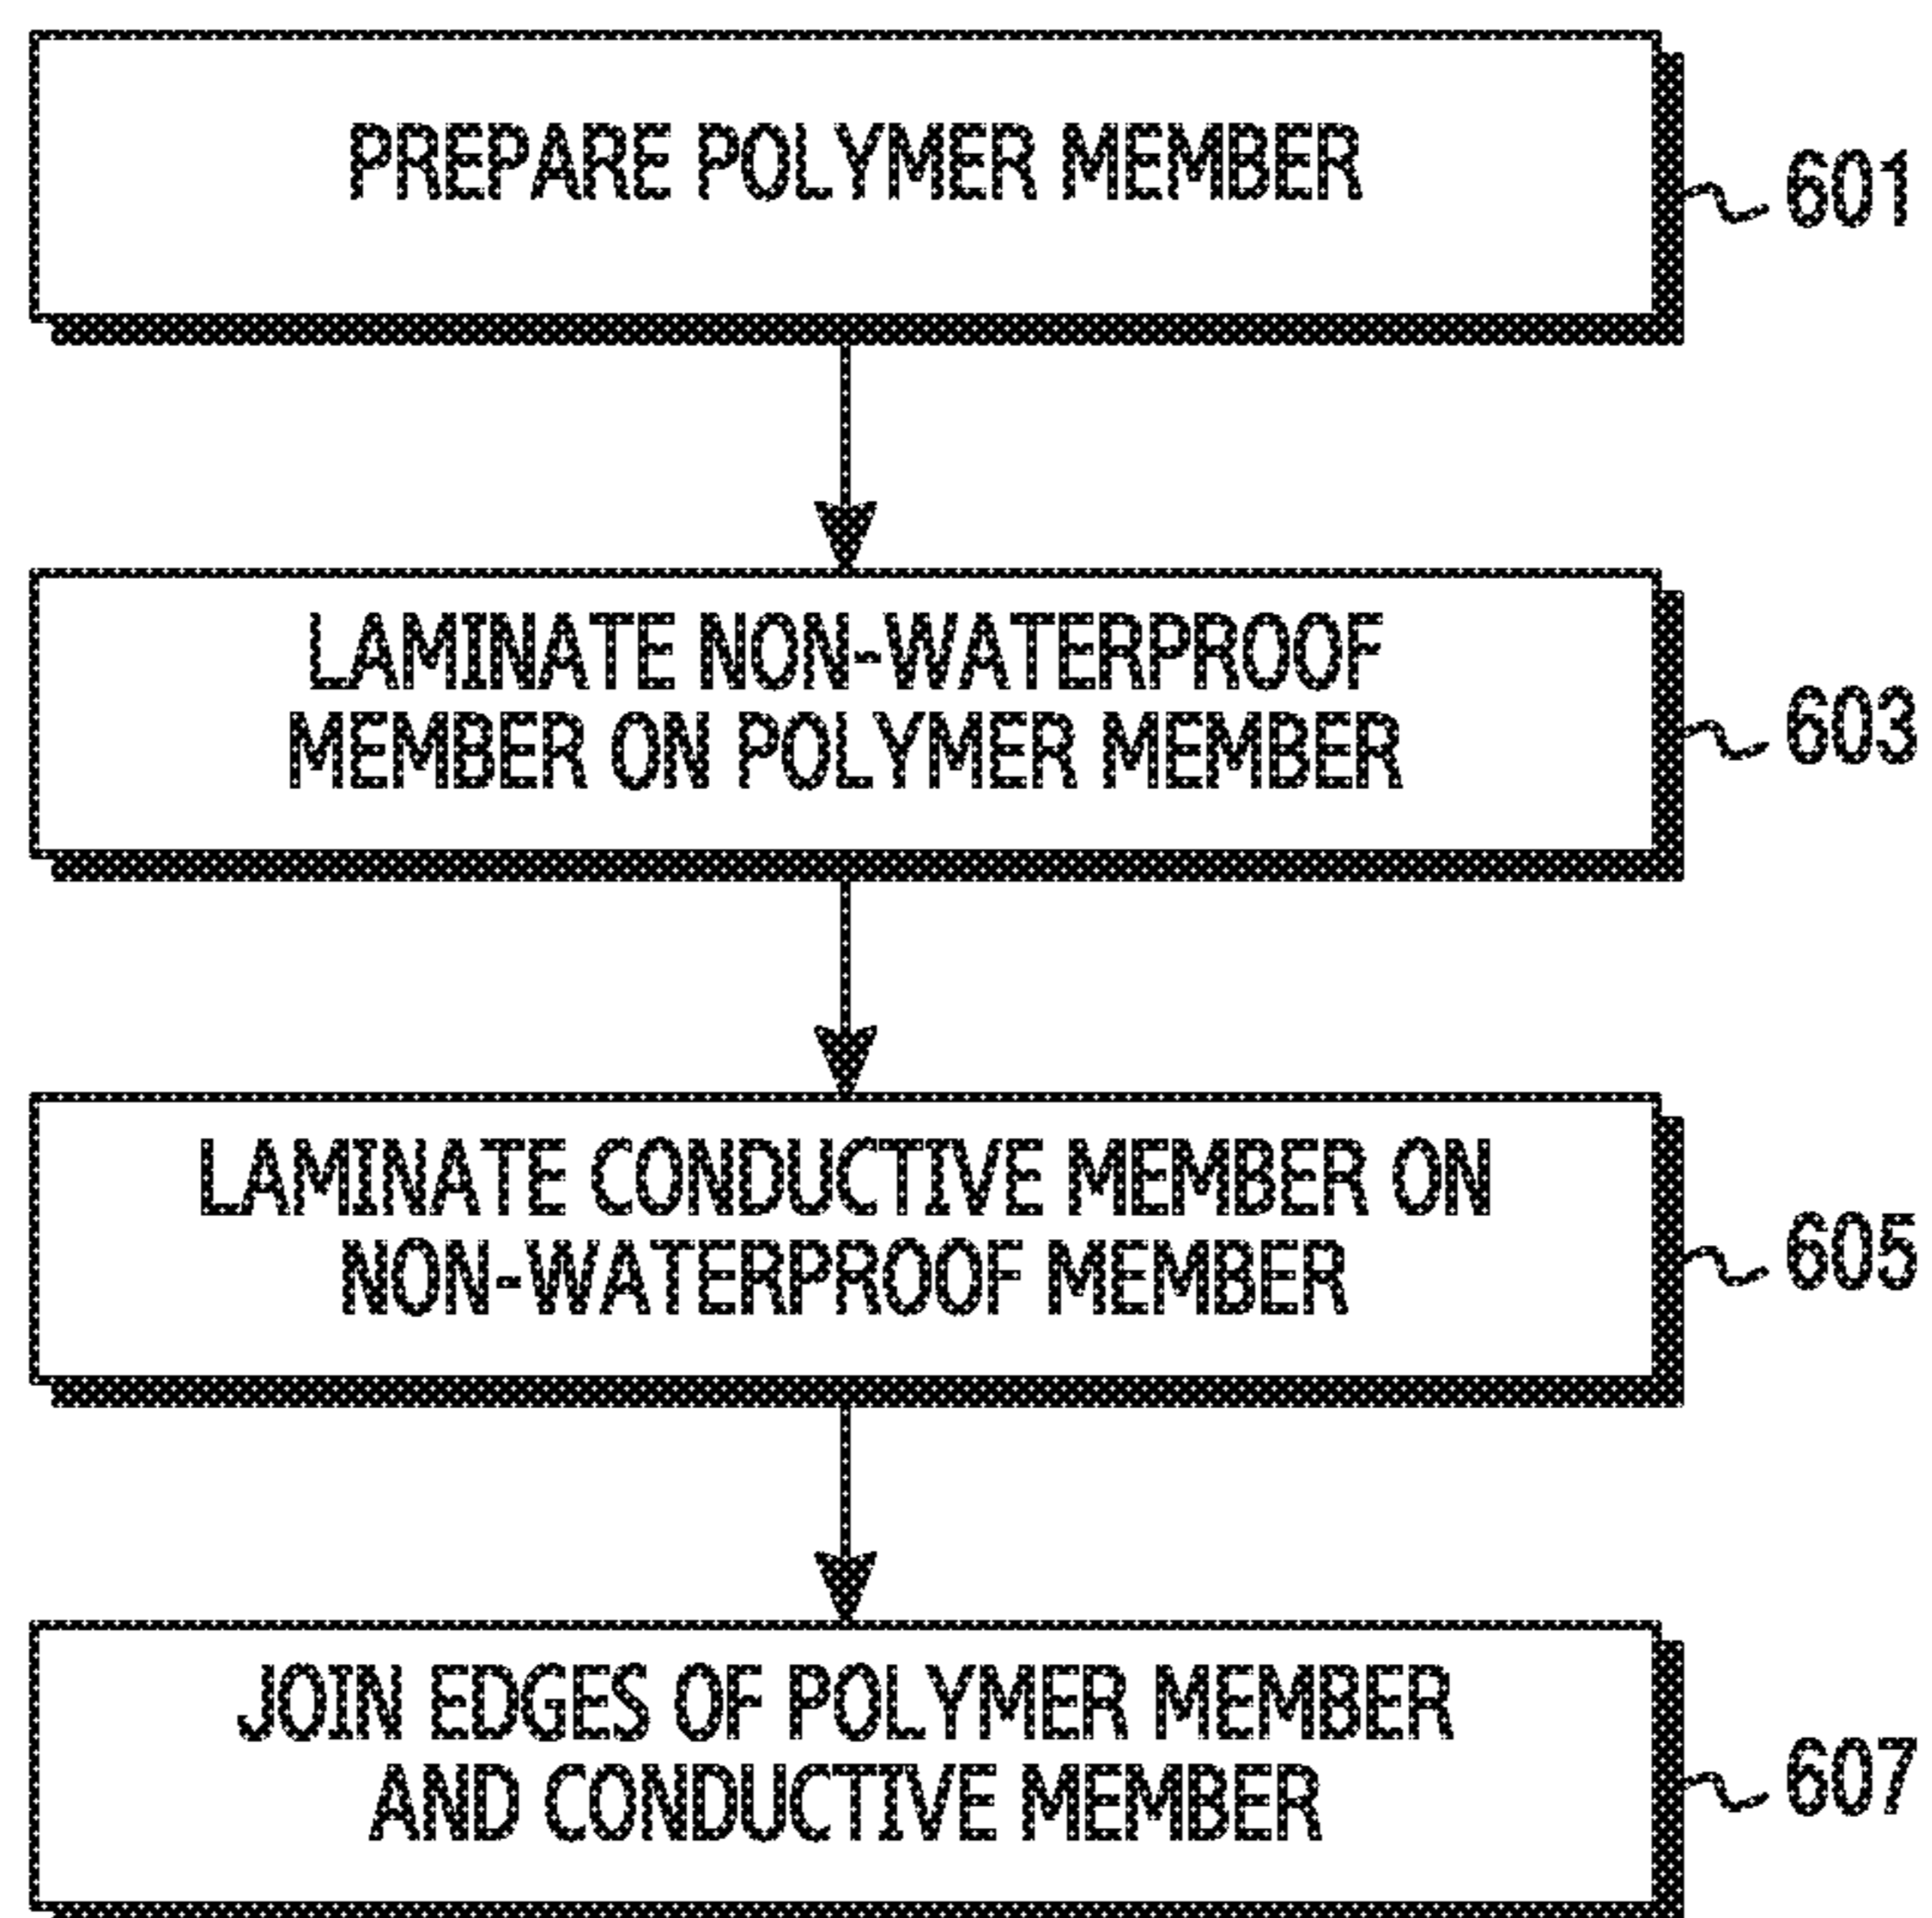 PREPARE POLYMER MEMBER
601
LAMINATE NON-WATERPROOF
MEMBER ON POLYMER MEMBER
603
LAMINATE CONDUCTIVE MEMBER ON
NON-WATERPROOF MEMBER
605
JOIN EDGES OF POLYMER MEMBER
AND CONDUCTIVE MEMBER
607